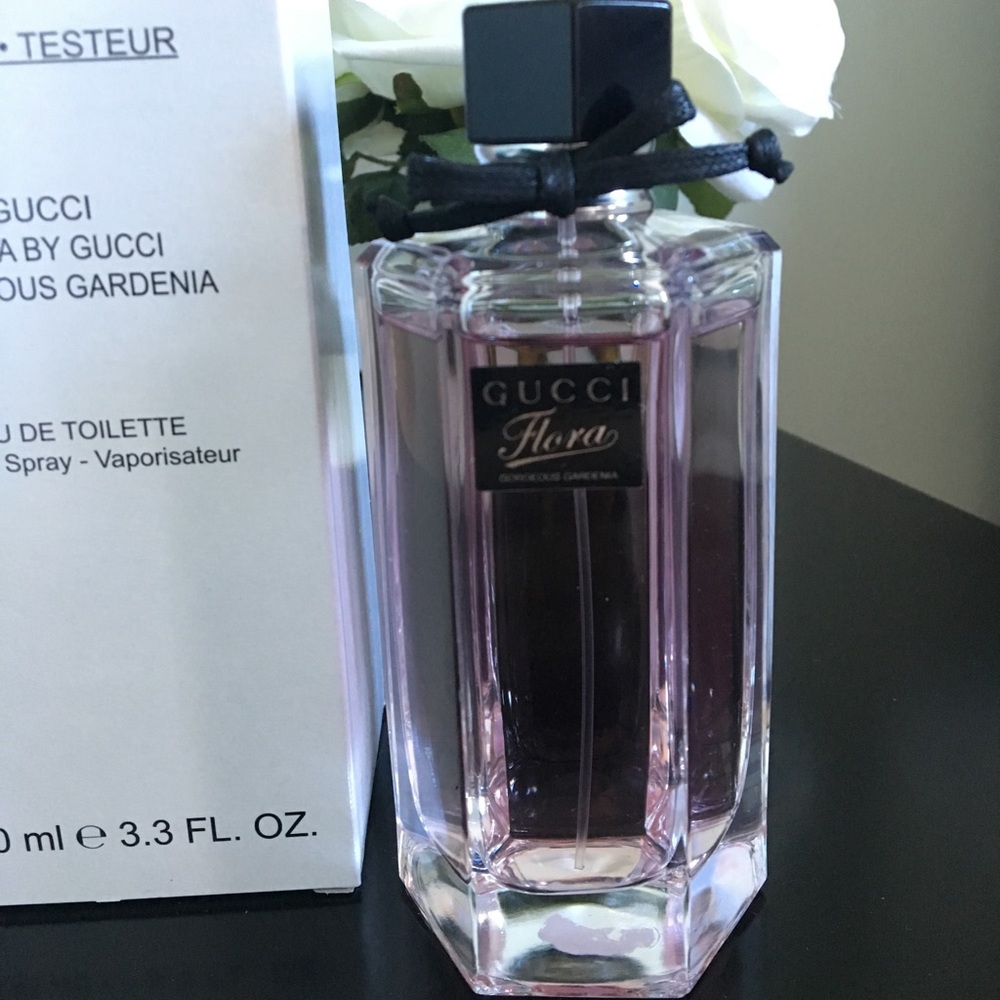 • TESTEUR
GUCCI
A BY GUCCI
OUS GARDENIA
U DE TOILETTE
Spray - Vaporisateur
0 ml ℮ 3.3 FL. OZ.
GUCCI
Flora
GORGEOUS GARDENIA